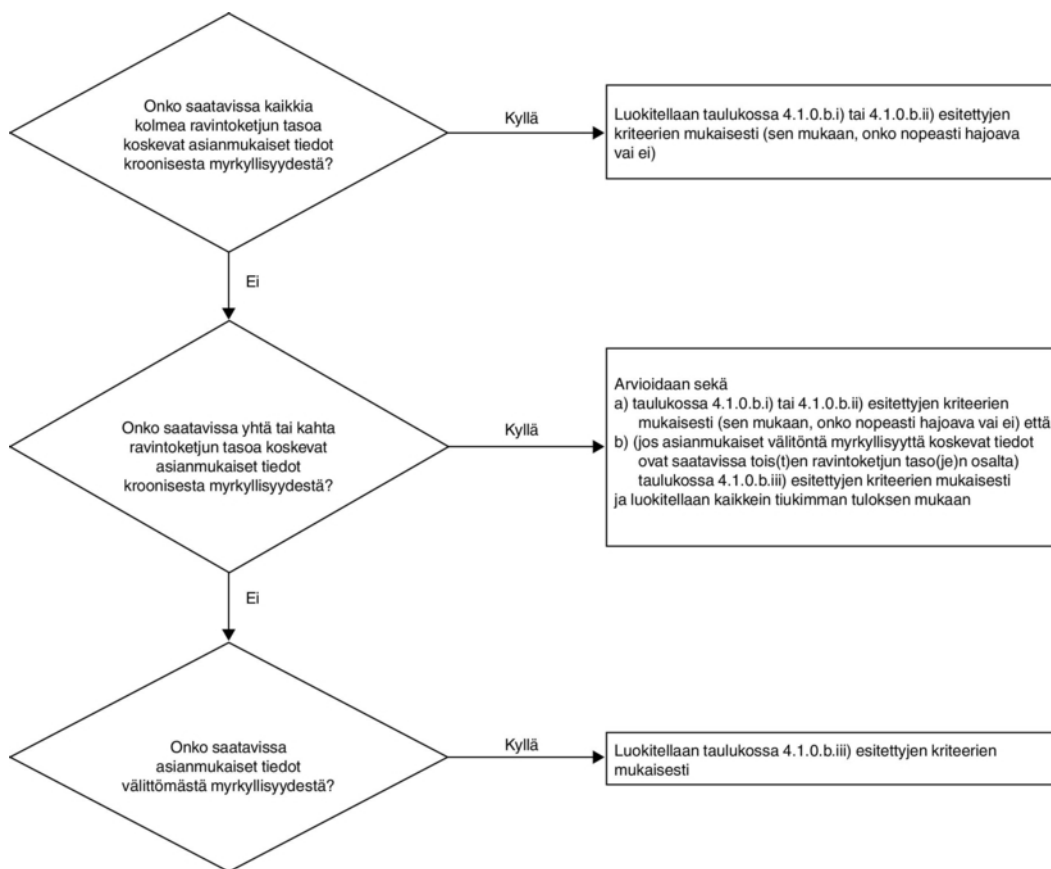 Onko saatavissa kaikkia
kolmea ravintoketjun tasoa
koskevat asianmukaiset tiedot
kroonisesta myrkyllisyydestä?
Kyllä
Luokitellaan taulukossa 4.1.0.b.i) tai 4.1.0.b.ii) esitettyjen
kriteerien mukaisesti (sen mukaan, onko nopeasti hajoava
vai ei)
Ei
Onko saatavissa yhtä tai kahta
ravintoketjun tasoa koskevat
asianmukaiset tiedot
kroonisesta myrkyllisyydestä?
Kyllä
Arvioidaan sekä
a) taulukossa 4.1.0.b.i) tai 4.1.0.b.ii) esitettyjen kriteerien
mukaisesti (sen mukaan, onko nopeasti hajoava vai ei) että
b) (jos asianmukaiset välitöntä myrkyllisyyttä koskevat tiedot
ovat saatavissa tois(t)en ravintoketjun taso(je)n osalta)
taulukossa 4.1.0.b.iii) esitettyjen kriteerien mukaisesti
ja luokitellaan kaikkein tiukimman tuloksen mukaan
Ei
Onko saatavissa
asianmukaiset tiedot
välittömästä myrkyllisyydestä?
Kyllä
Luokitellaan taulukossa 4.1.0.b.iii) esitettyjen kriteerien
mukaisesti